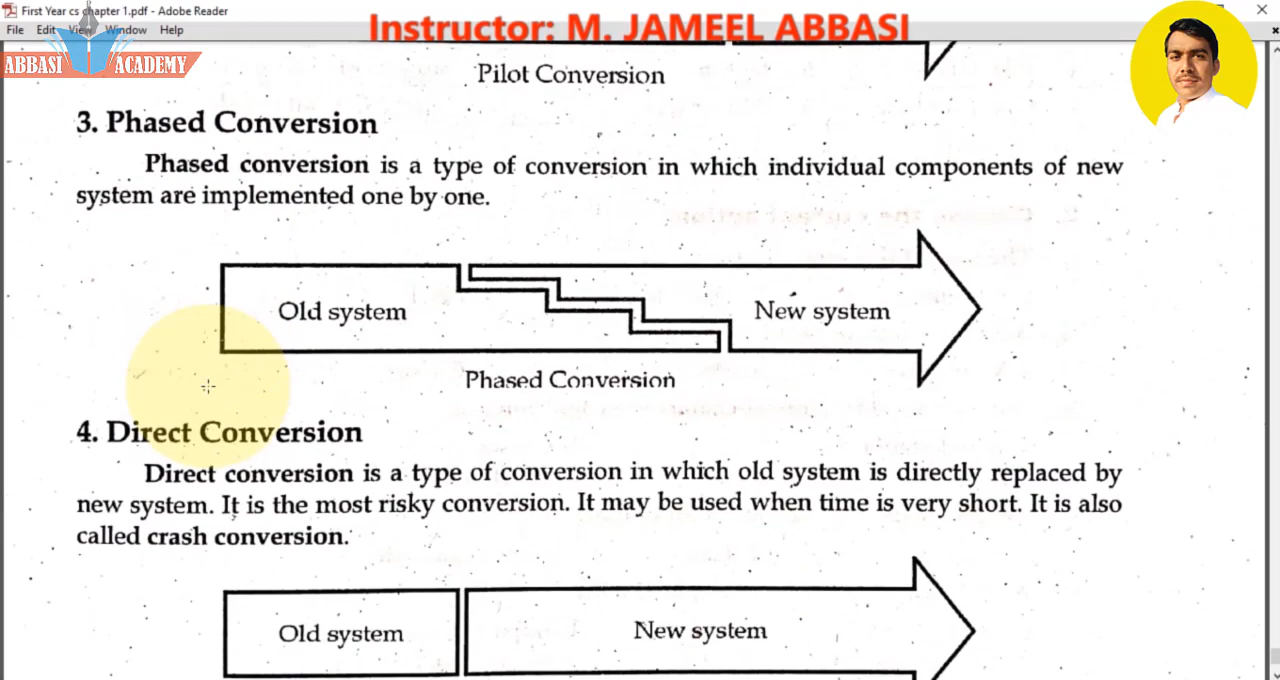 First Year cs chapter 1.pdf - Adobe Reader
File Edit View Window Help
Instructor: M. JAMEEL ABBASI
ABBASI ACADEMY
Pilot Conversion
3. Phased Conversion
Phased conversion is a type of conversion in which individual components of new
system are implemented one by one.
Old system New system
Phased Conversion
4. Direct Conversion
Direct conversion is a type of conversion in which old system is directly replaced by
new system. It is the most risky conversion. It may be used when time is very short. It is also
called crash conversion.
Old system New system